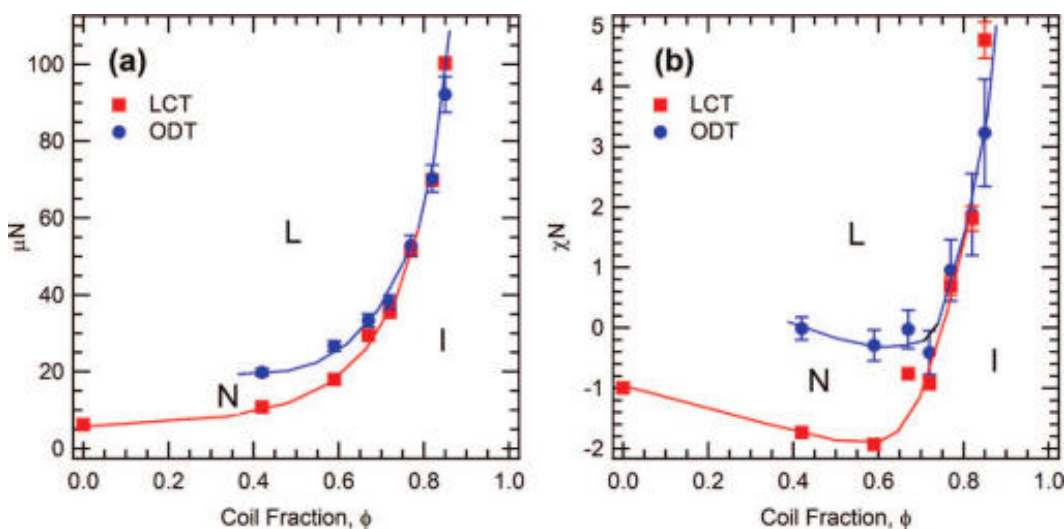 (a)
LCT
ODT
L
N
I
100
80
60
40
20
0
μN
0.0 0.2 0.4 0.6 0.8 1.0
Coil Fraction, ϕ
(b)
LCT
ODT
L
N
I
5
4
3
2
1
0
-1
-2
χN
0.0 0.2 0.4 0.6 0.8 1.0
Coil Fraction, ϕ